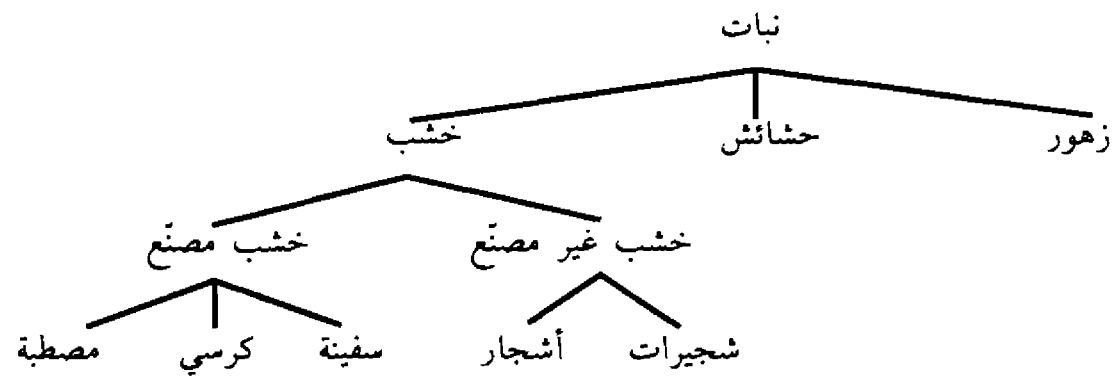 نبات
زهور حشائش خشب
خشب غير مصنّع خشب مصنّع
شجيرات أشجار سفينة كرسي مصطبة